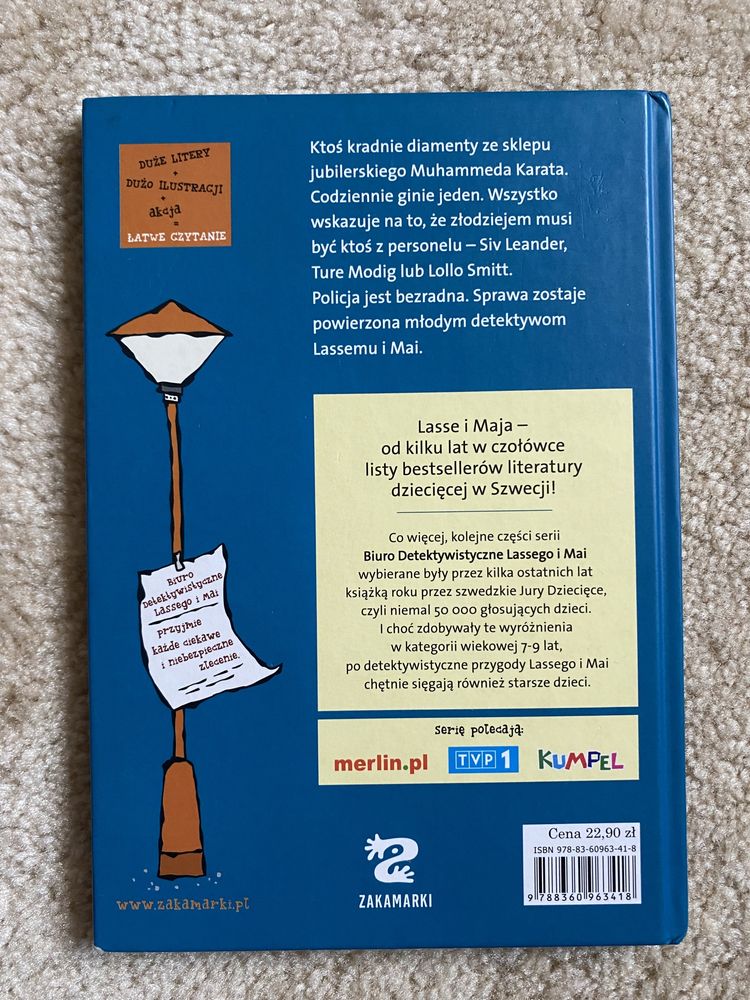 DUŻE LITERY
+
DUŻO ILUSTRACJI
+
akcja
=
ŁATWE CZYTANIE
Ktoś kradnie diamenty ze sklepu
jubilerskiego Muhammeda Karata.
Codziennie ginie jeden. Wszystko
wskazuje na to, że złodziejem musi
być ktoś z personelu – Siv Leander,
Ture Modig lub Lollo Smitt.
Policja jest bezradna. Sprawa zostaje
powierzona młodym detektywom
Lassemu i Mai.
Lasse i Maja –
od kilku lat w czołówce
listy bestsellerów literatury
dziecięcej w Szwecji!
Co więcej, kolejne części serii
Biuro Detektywistyczne Lassego i Mai
wybierane były przez kilka ostatnich lat
książką roku przez szwedzkie Jury Dziecięce,
czyli niemal 50 000 głosujących dzieci.
I choć zdobywały te wyróżnienia
w kategorii wiekowej 7-9 lat,
po detektywistyczne przygody Lassego i Mai
chętnie sięgają również starsze dzieci.
Biuro
Detektywistyczne
Lassego i Mai
przyjmie
każde ciekawe
i niebezpieczne
zlecenie.
serię polecają:
merlin.pl TVP 1 KUMPEL
www.zakamarki.pl
ZAKAMARKI
Cena 22,90 zł
ISBN 978-83-60963-41-8
9 788360 963418